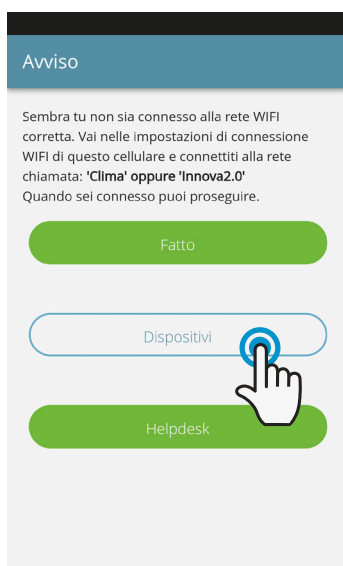 Avviso
Sembra tu non sia connesso alla rete WIFI
corretta. Vai nelle impostazioni di connessione
WIFI di questo cellulare e connettiti alla rete
chiamata: 'Clima' oppure 'Innova2.0'
Quando sei connesso puoi proseguire.
Fatto
Dispositivi
Helpdesk